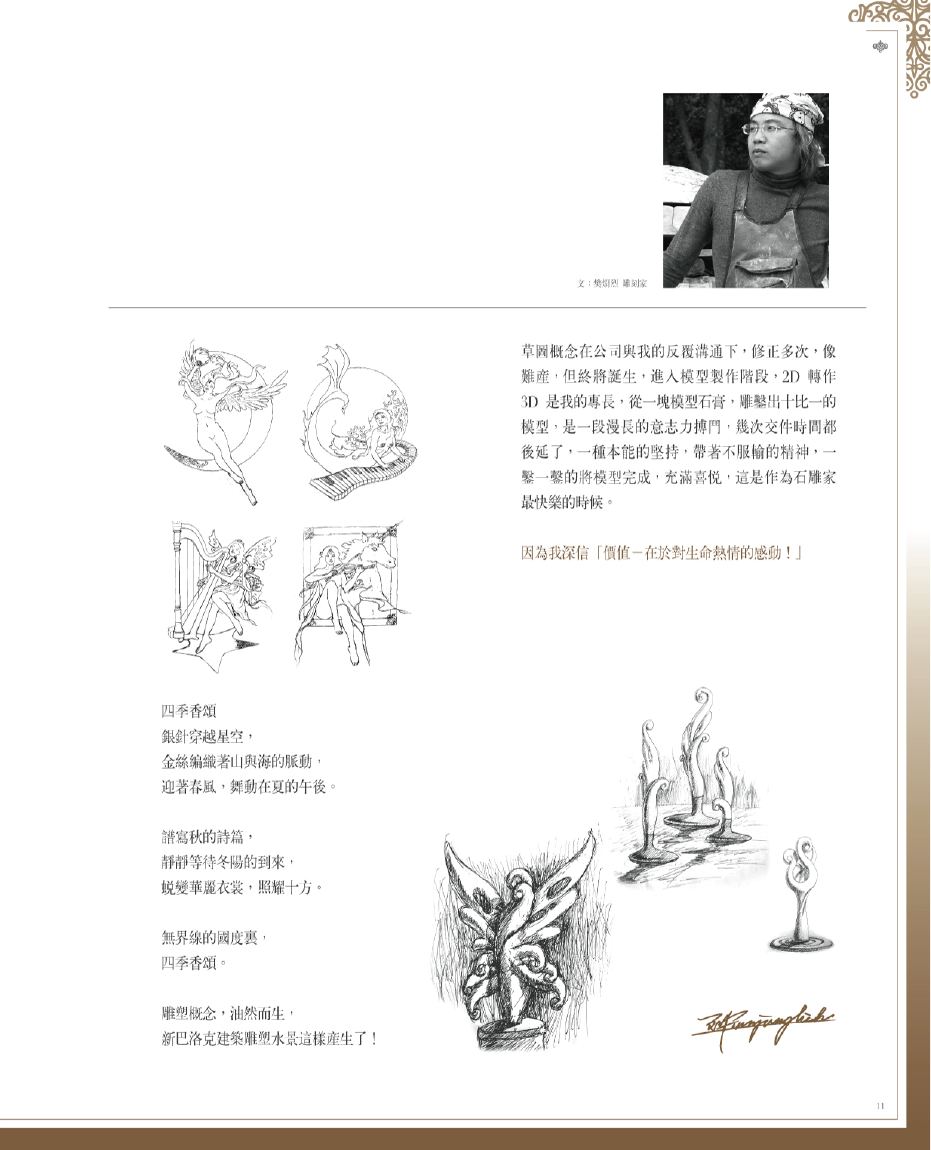 文：樊烱烈 雕刻家
草圖概念在公司與我的反覆溝通下，修正多次，像
難產，但終將誕生，進入模型製作階段，2D 轉作
3D 是我的專長，從一塊模型石膏，雕鑿出十比一的
模型，是一段漫長的意志力搏鬥，幾次交件時間都
後延了，一種本能的堅持，帶著不服輸的精神，一
鑿一鑿的將模型完成，充滿喜悅，這是作為石雕家
最快樂的時候。
因為我深信「價值－在於對生命熱情的感動！」
四季香頌
銀針穿越星空，
金絲編織著山與海的脈動，
迎著春風，舞動在夏的午後。
譜寫秋的詩篇，
靜靜等待冬陽的到來，
蛻變華麗衣裳，照耀十方。
無界線的國度裏，
四季香頌。
雕塑概念，油然而生，
新巴洛克建築雕塑水景這樣產生了！
11